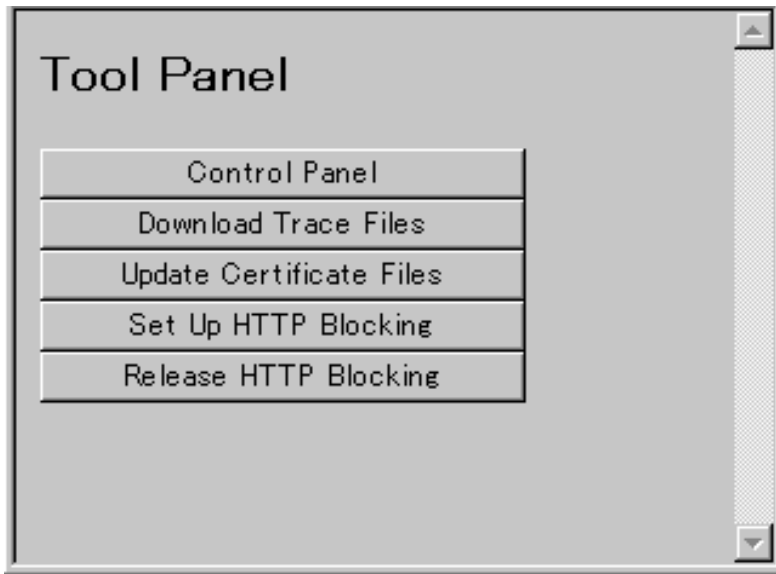 Tool Panel
Control Panel
Download Trace Files
Update Certificate Files
Set Up HTTP Blocking
Release HTTP Blocking